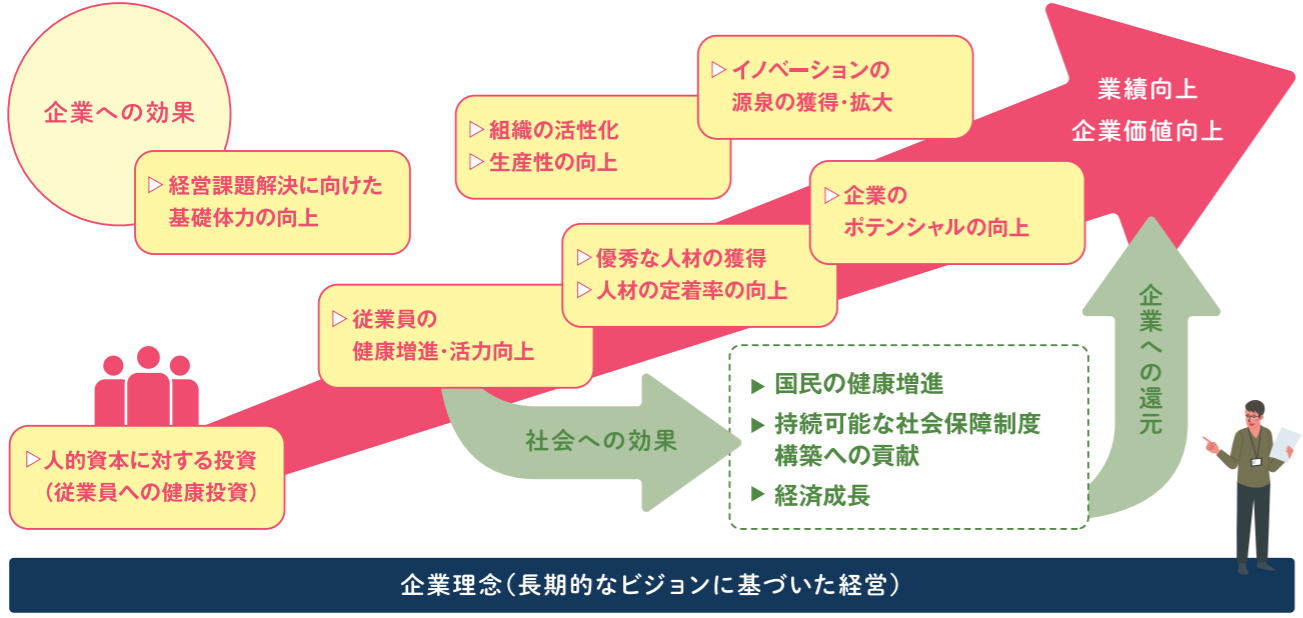 企業への効果
▷経営課題解決に向けた
基礎体力の向上
▷組織の活性化
▷生産性の向上
▷イノベーションの
源泉の獲得・拡大
業績向上
企業価値向上
▷企業の
ポテンシャルの向上
▷優秀な人材の獲得
▷人材の定着率の向上
▷従業員の
健康増進・活力向上
▷人的資本に対する投資
（従業員への健康投資）
社会への効果
▶国民の健康増進
▶持続可能な社会保障制度
構築への貢献
▶経済成長
企業への還元
企業理念（長期的なビジョンに基づいた経営）